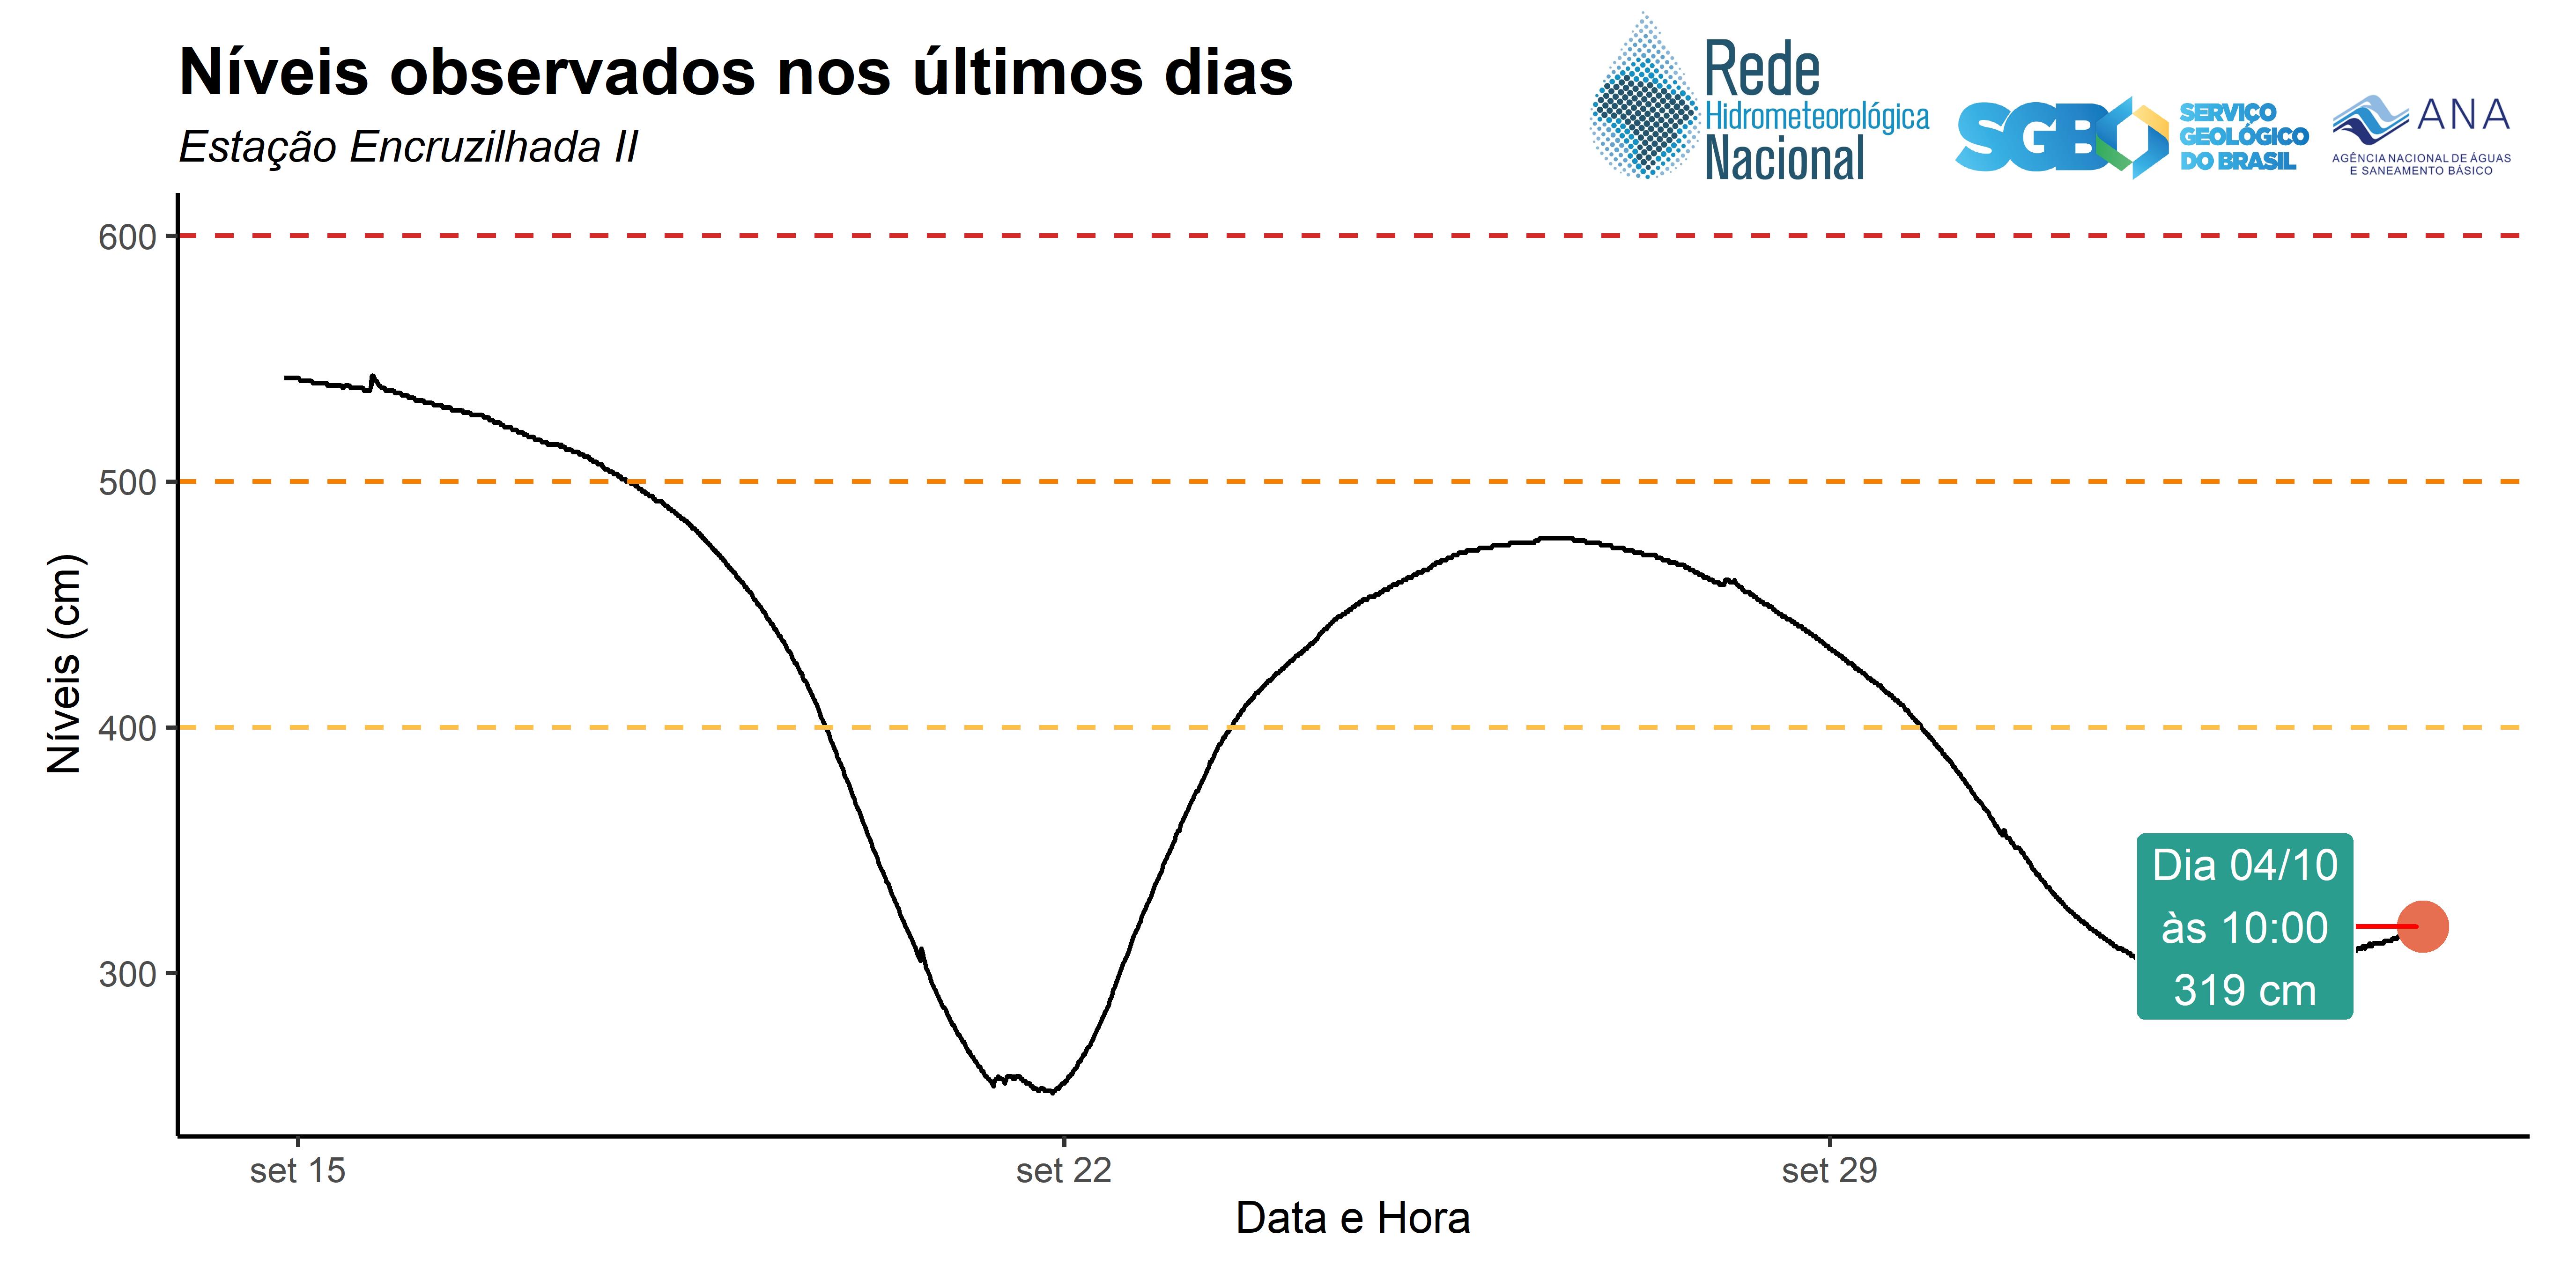 Níveis observados nos últimos dias
Estação Encruzilhada II
Rede
Hidrometeorológica
Nacional
SGB
SERVIÇO
GEOLÓGICO
DO BRASIL
ANA
AGÊNCIA NACIONAL DE ÁGUAS
E SANEAMENTO BÁSICO
Níveis (cm)
600
500
400
300
Dia 04/10
às 10:00
319 cm
set 15
set 22
set 29
Data e Hora